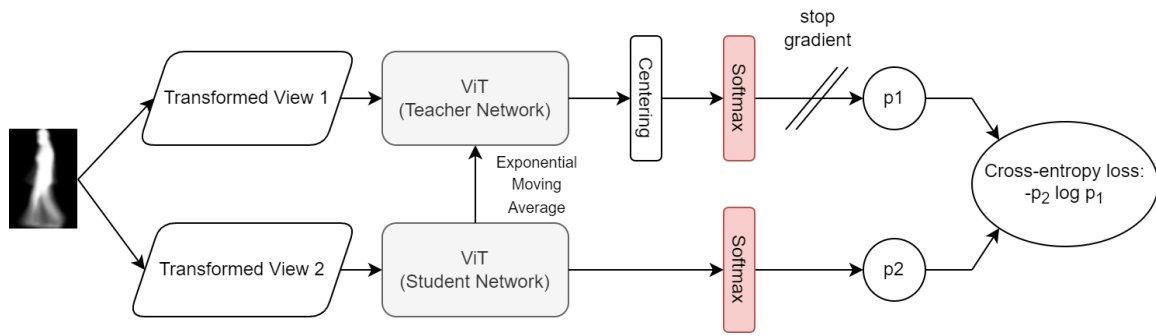 stop
gradient
Transformed View 1
ViT
(Teacher Network)
Centering
Softmax
p1
Exponential
Moving
Average
Cross-entropy loss:
-p₂ log p₁
Transformed View 2
ViT
(Student Network)
Softmax
p2